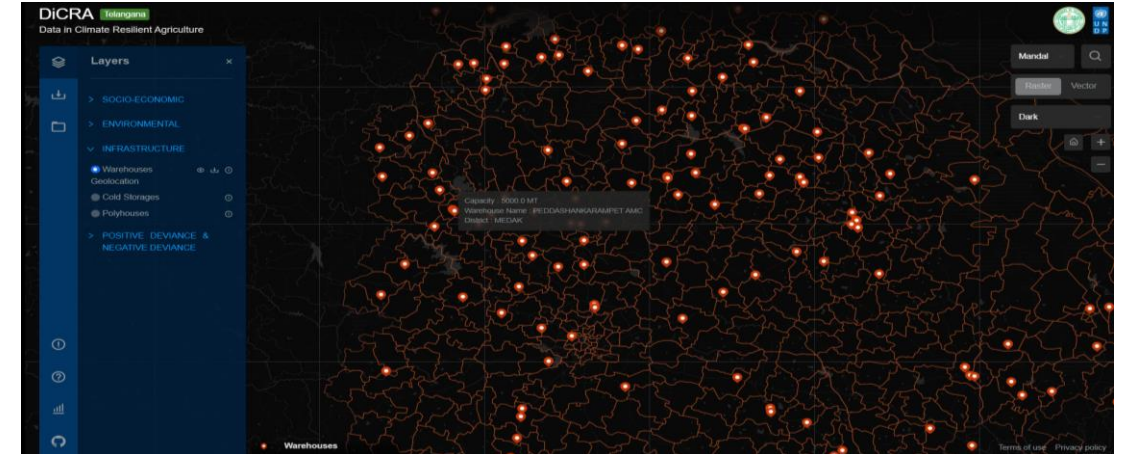 DiCRA Telangana
Data in Climate Resilient Agriculture
Layers ×
> SOCIO-ECONOMIC
> ENVIRONMENTAL
INFRASTRUCTURE
Warehouses
Geolocation
Cold Storages
Polyhouses
> POSITIVE DEVIANCE &
NEGATIVE DEVIANCE
Capacity : 5000.0 MT
Warehouse Name : PEDDASHANKARAMPET AMC
District : MEDAK
UN
DP
Mandal
Raster Vector
Dark
+
−
Warehouses
Terms of use Privacy policy